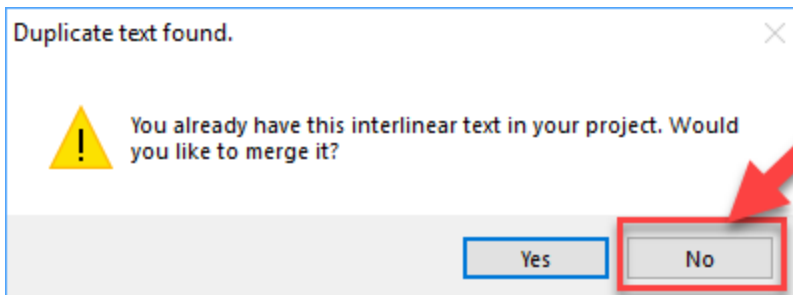 Duplicate text found.
You already have this interlinear text in your project. Would
you like to merge it?
Yes
No